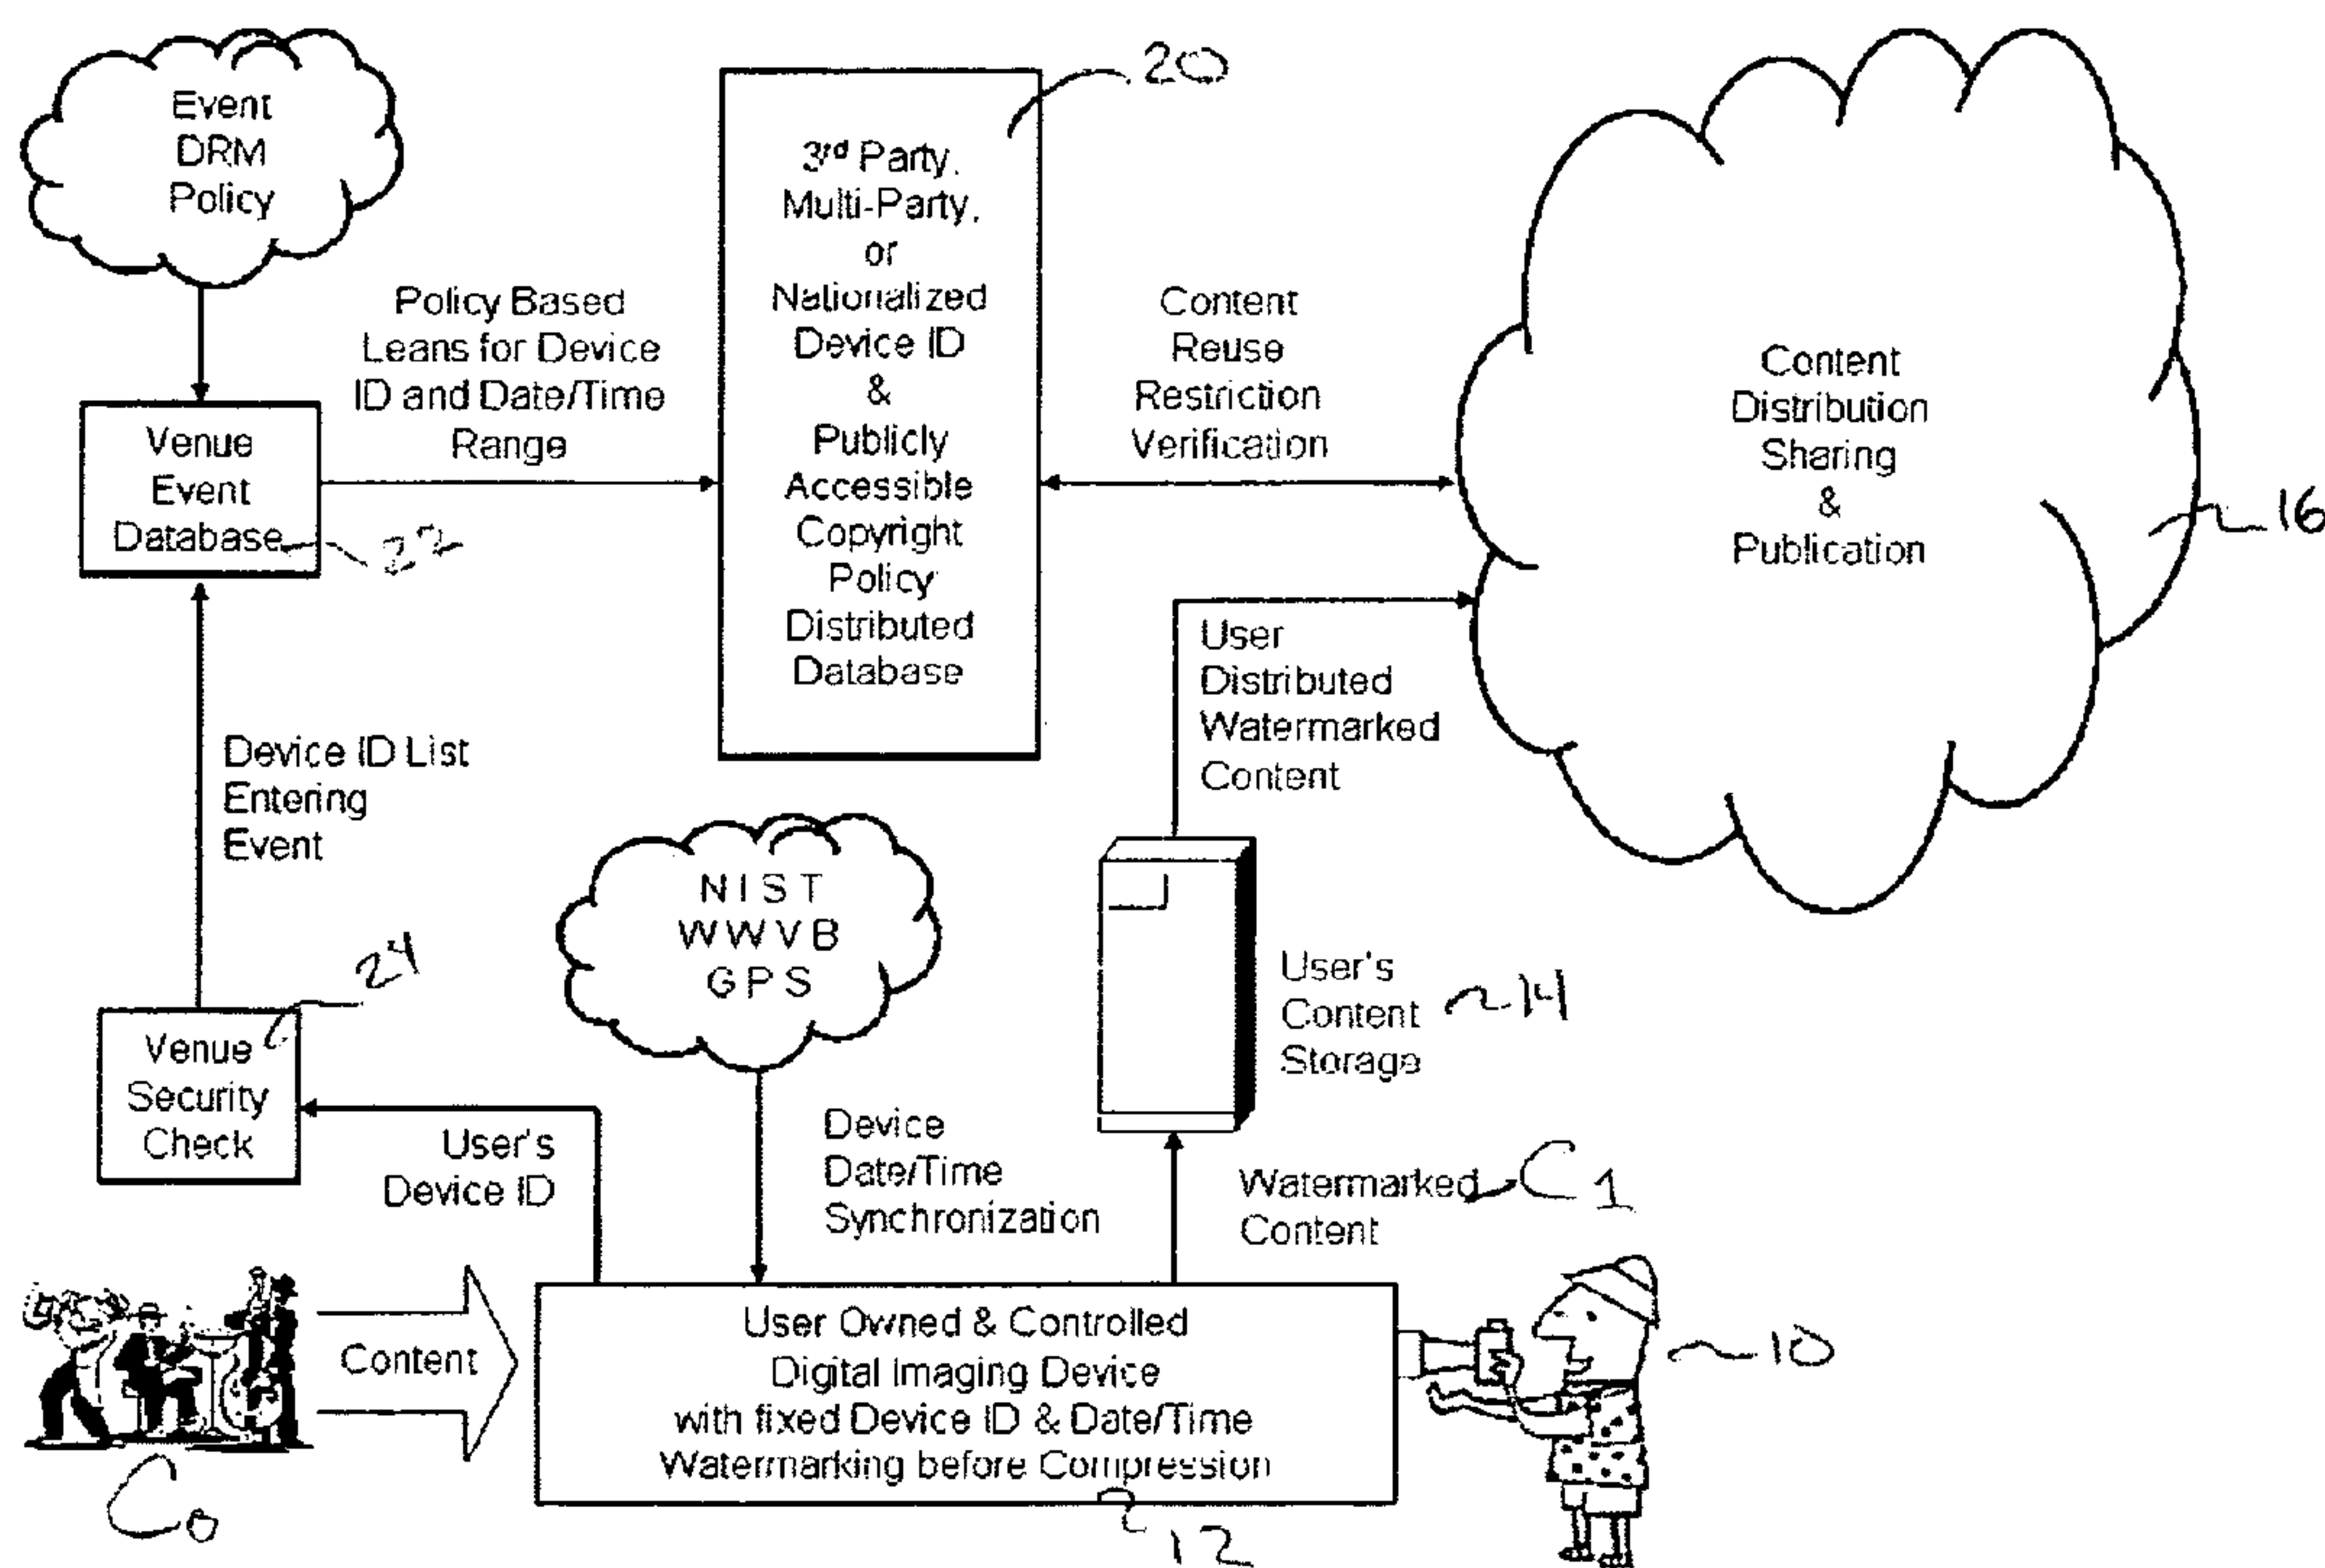 Event
DRM
Policy
20
3rd Party,
Multi-Party,
or
Nationalized
Device ID
&
Publicly
Accessible
Copyright
Policy
Distributed
Database
Policy Based
Leans for Device
ID and Date/Time
Range
Content
Reuse
Restriction
Verification
Content
Distribution
Sharing
&
Publication
16
Venue
Event
Database
22
User
Distributed
Watermarked
Content
Device ID List
Entering
Event
NIST
WWVB
GPS
24
Venue
Security
Check
User's
Content
Storage
14
User's
Device ID
Device
Date/Time
Synchronization
Watermarked
Content
C1
Content
User Owned & Controlled
Digital Imaging Device
with fixed Device ID & Date/Time
Watermarking before Compression
10
C0
12